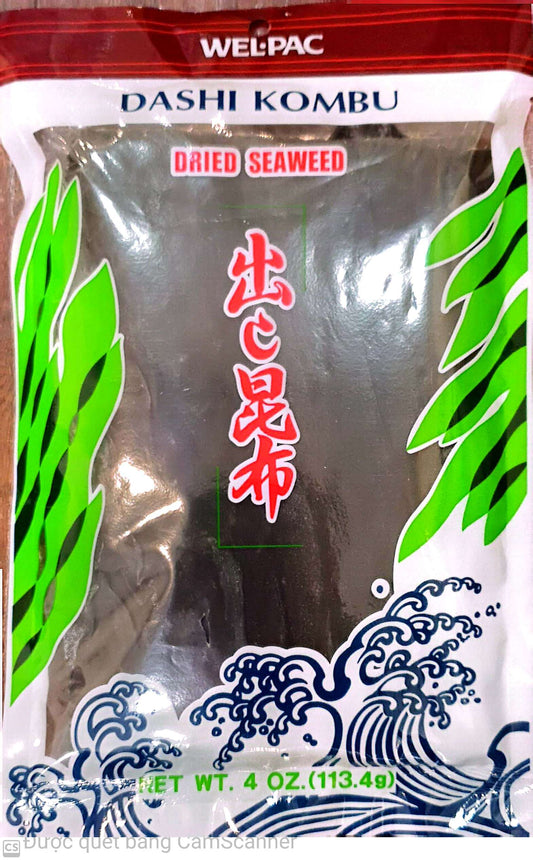 WEL-PAC
DASHI KOMBU
DRIED SEAWEED
出し昆布
NET WT. 4 OZ.(113.4g)
CS Được quét bằng CamScanner